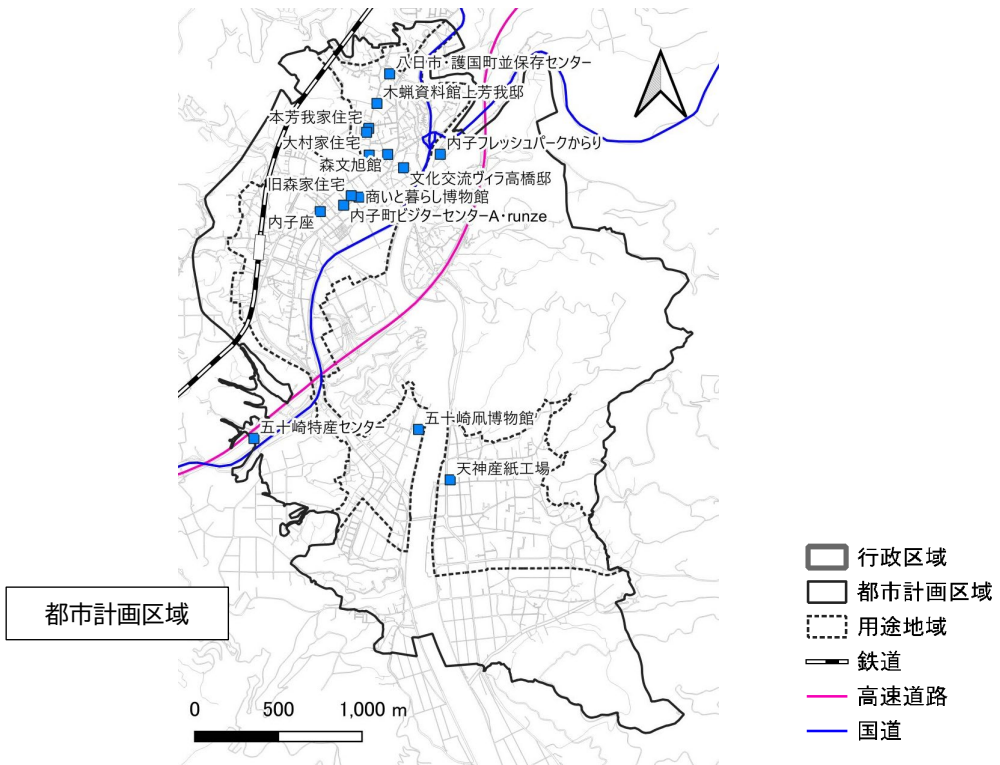 八日市・護国町並保存センター
木蝋資料館上芳我邸
本芳我家住宅
大村家住宅
内子フレッシュパークからり
森文旭館
文化交流ヴィラ高橋邸
旧森家住宅
商いと暮らし博物館
内子座
内子町ビジターセンターA・runze
五十崎特産センター
五十崎凧博物館
天神産紙工場
都市計画区域
行政区域
都市計画区域
用途地域
鉄道
高速道路
国道
0 500 1,000 m